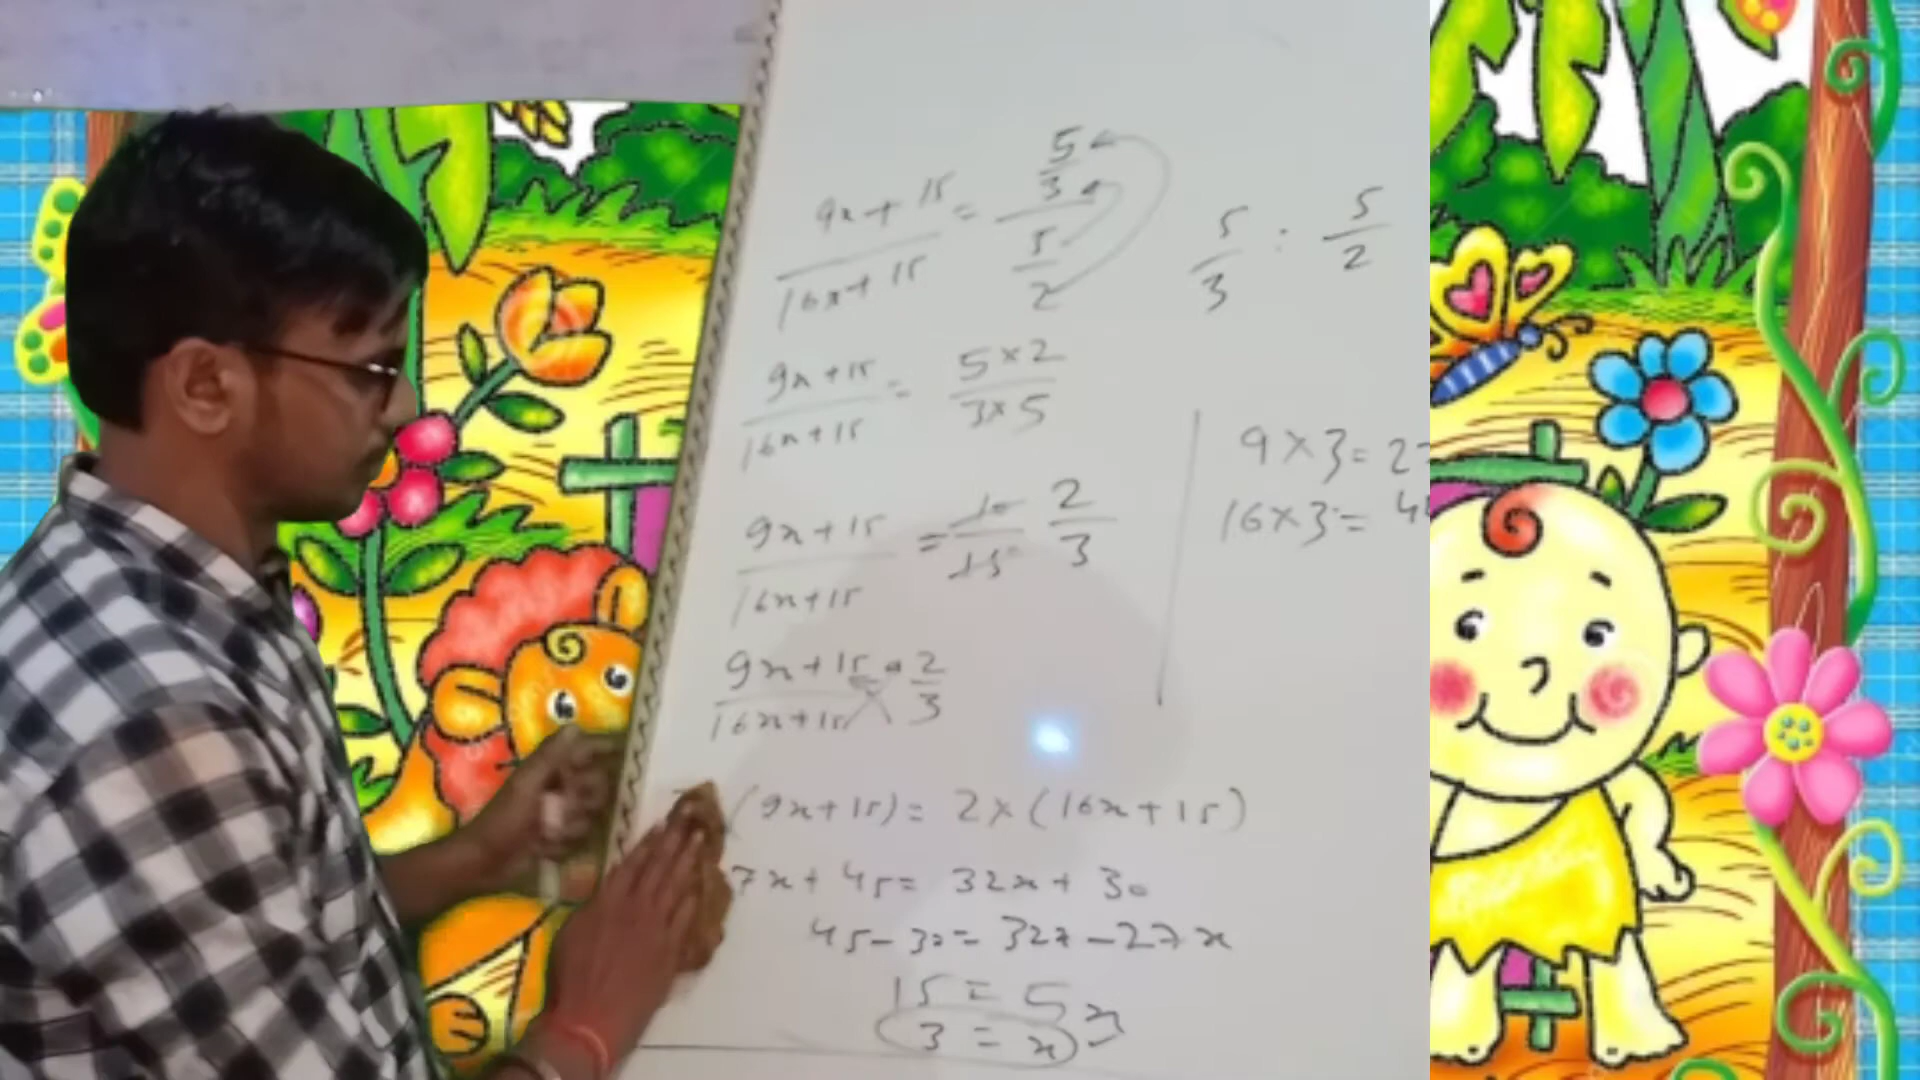 9x+15/16x+15 = 5/3/5/2
5/3 : 5/2
9x+15/16x+15 = 5×2/3×5
9x+15/16x+15 = 10/15 2/3
9x+15/16x+15 = 2/3
(9x+15) = 2×(16x+15)
7x+45 = 32x+30
45-30 = 32x-27x
15 = 5x
3 = x
9×3=27
16×3=